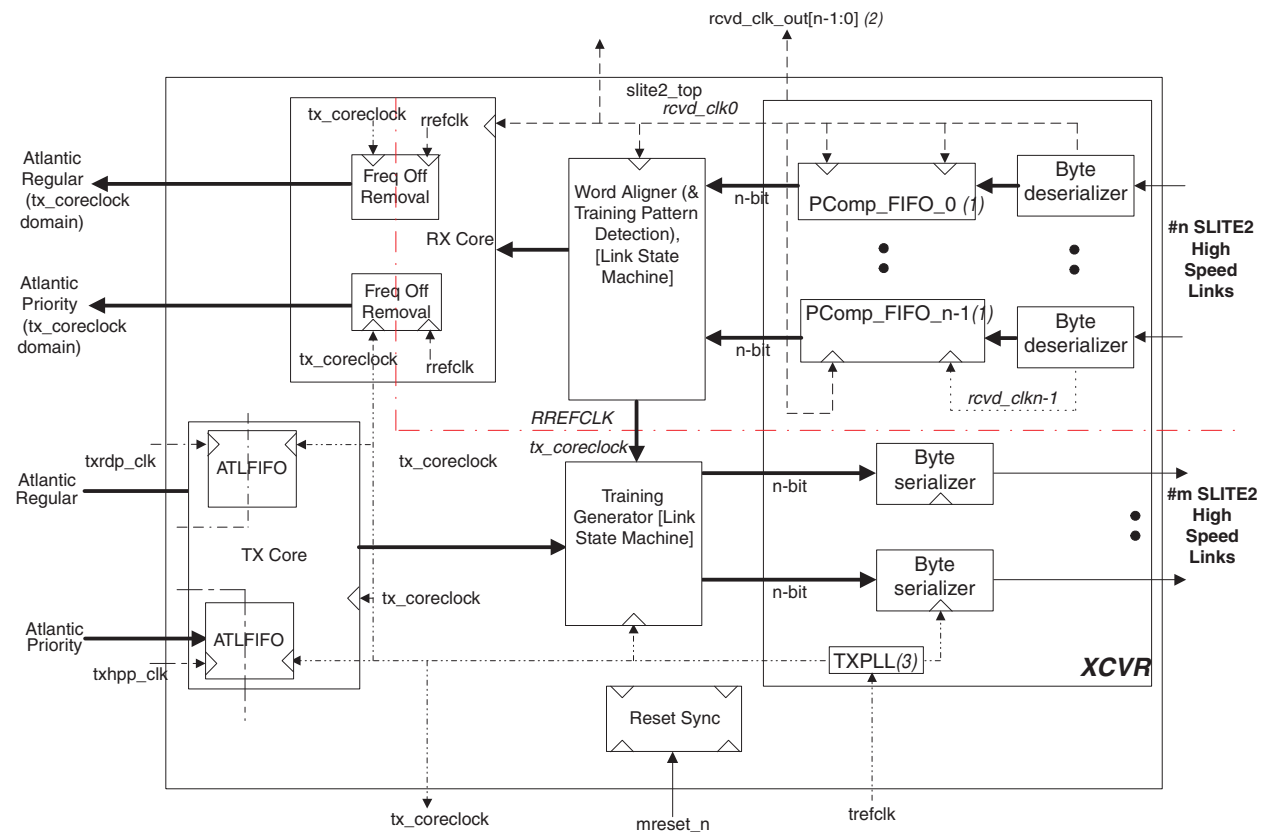 rcvd_clk_out[n-1:0] (2)
slite2_top
rcvd_clk0
tx_coreclock
rrefclk
Atlantic
Regular
(tx_coreclock
domain)
Freq Off
Removal
RX Core
Word Aligner (&
Training Pattern
Detection),
[Link State
Machine]
n-bit
PComp_FIFO_0 (1)
Byte
deserializer
#n SLITE2
High
Speed
Links
Atlantic
Priority
(tx_coreclock
domain)
Freq Off
Removal
tx_coreclock
rrefclk
n-bit
PComp_FIFO_n-1(1)
Byte
deserializer
rcvd_clkn-1
RREFCLK
tx_coreclock
txrdp_clk
ATLFIFO
tx_coreclock
Atlantic
Regular
TX Core
Training
Generator [Link
State Machine]
n-bit
Byte
serializer
#m SLITE2
High
Speed
Links
n-bit
Byte
serializer
tx_coreclock
Atlantic
Priority
ATLFIFO
txhpp_clk
TXPLL(3)
XCVR
Reset Sync
tx_coreclock
mreset_n
trefclk